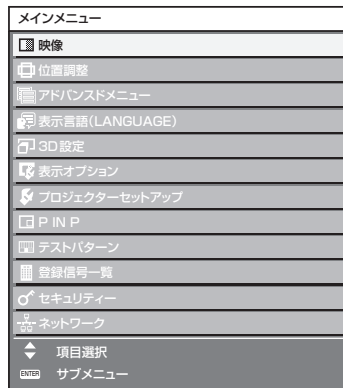 メインメニュー
映像
位置調整
アドバンスドメニュー
表示言語(LANGUAGE)
3D設定
表示オプション
プロジェクターセットアップ
P IN P
テストパターン
登録信号一覧
セキュリティー
ネットワーク
項目選択
ENTER サブメニュー